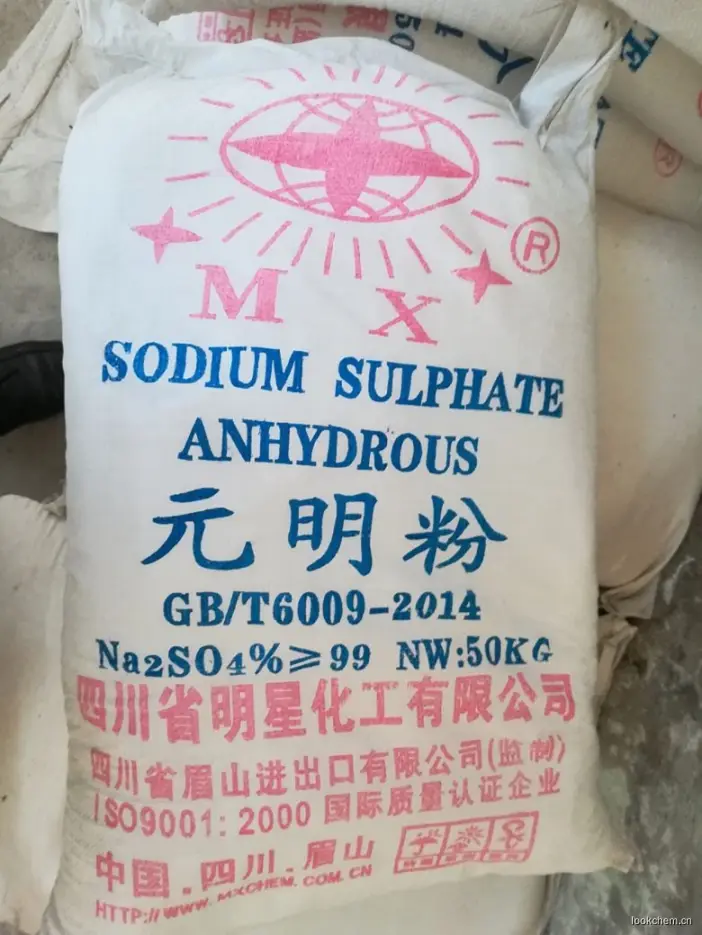 ®
M X
SODIUM SULPHATE
ANHYDROUS
元明粉
GB/T6009-2014
Na2SO4%≥99 NW:50KG
四川省明星化工有限公司
四川省眉山进出口有限公司(监制)
ISO9001: 2000 国际质量认证企业
中国.四川.眉山
HTTP://WWW.MXCHEM.COM.CN
lookchem.cn